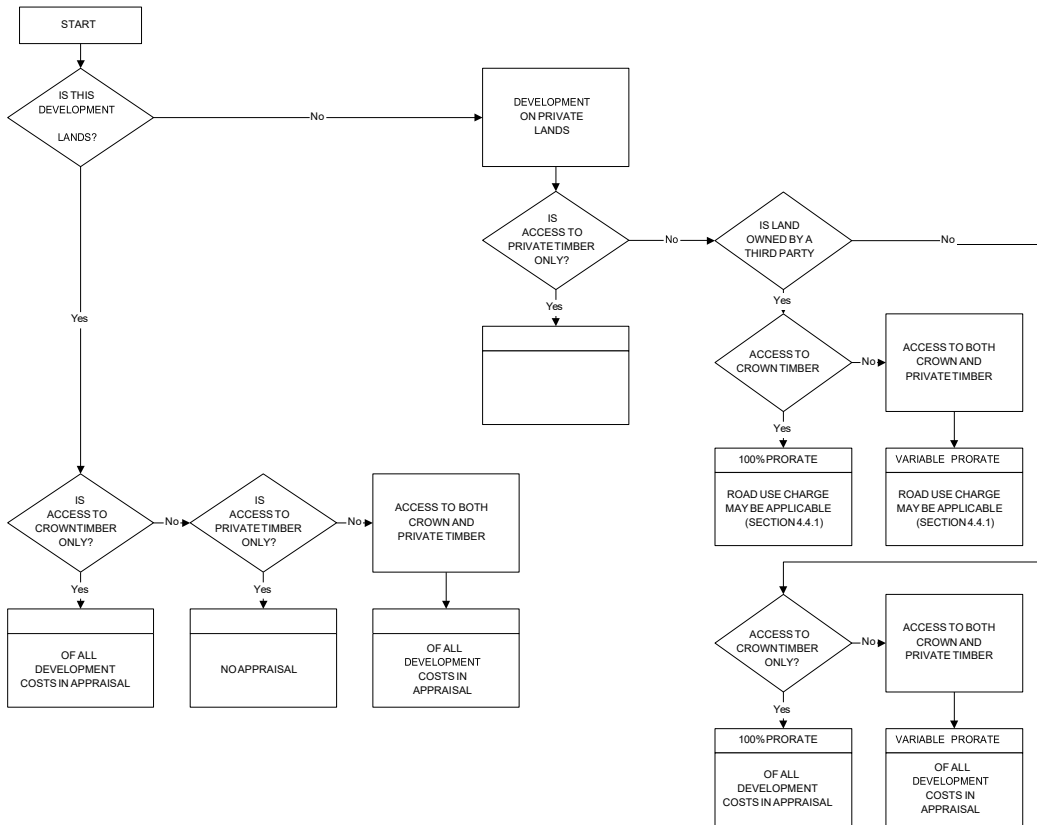 START
IS THIS
DEVELOPMENT
LANDS?
No
DEVELOPMENT
ON PRIVATE
LANDS
IS
ACCESS TO
PRIVATE TIMBER
ONLY?
No
IS LAND
OWNED BY A
THIRD PARTY
No
Yes
Yes
Yes
ACCESS TO
CROWN TIMBER
No
ACCESS TO BOTH
CROWN AND
PRIVATE TIMBER
Yes
100% PRORATE
ROAD USE CHARGE
MAY BE APPLICABLE
(SECTION 4.4.1)
VARIABLE PRORATE
ROAD USE CHARGE
MAY BE APPLICABLE
(SECTION 4.4.1)
IS
ACCESS TO
CROWN TIMBER
ONLY?
No
IS
ACCESS TO
PRIVATE TIMBER
ONLY?
No
ACCESS TO BOTH
CROWN AND
PRIVATE TIMBER
Yes
Yes
OF ALL
DEVELOPMENT
COSTS IN APPRAISAL
NO APPRAISAL
OF ALL
DEVELOPMENT
COSTS IN
APPRAISAL
ACCESS TO
CROWN TIMBER
ONLY?
No
ACCESS TO BOTH
CROWN AND
PRIVATE TIMBER
Yes
100% PRORATE
OF ALL
DEVELOPMENT
COSTS IN APPRAISAL
VARIABLE PRORATE
OF ALL
DEVELOPMENT
COSTS IN
APPRAISAL